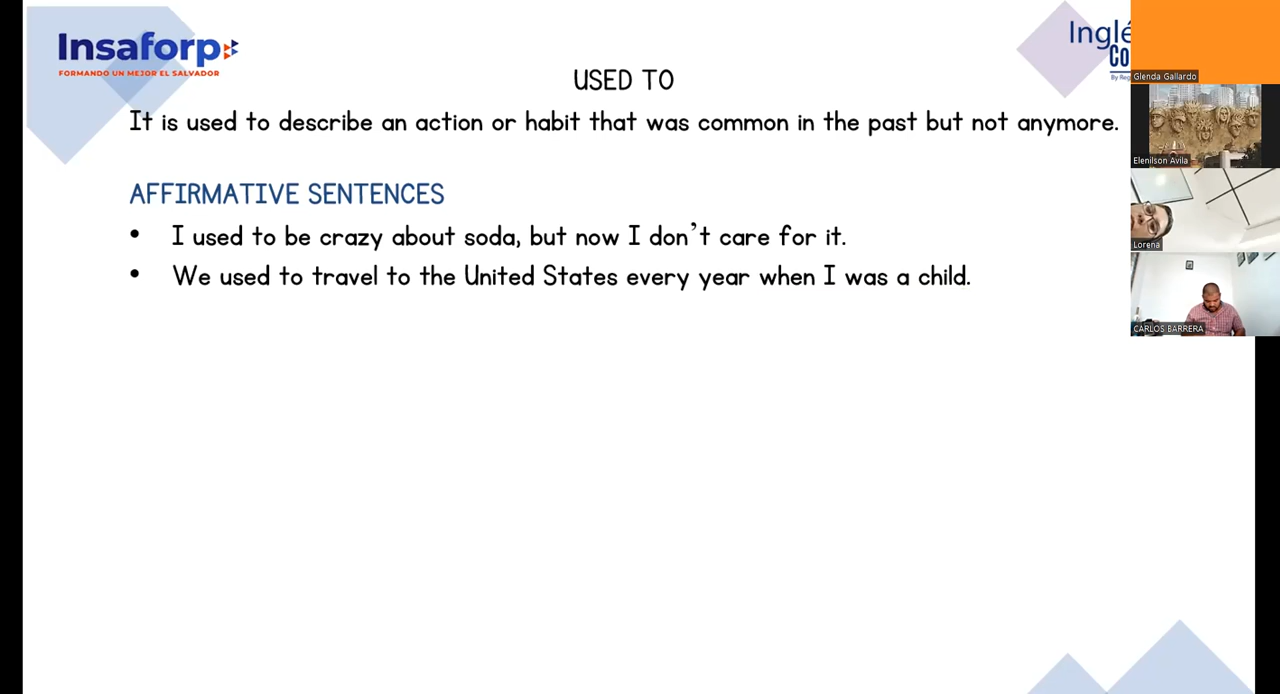 Insaforp
FORMANDO UN MEJOR EL SALVADOR
USED TO
It is used to describe an action or habit that was common in the past but not anymore.
AFFIRMATIVE SENTENCES
• I used to be crazy about soda, but now I don't care for it.
• We used to travel to the United States every year when I was a child.
Glenda Gallardo
Elenilson Avila
Lorena
CARLOS BARRERA